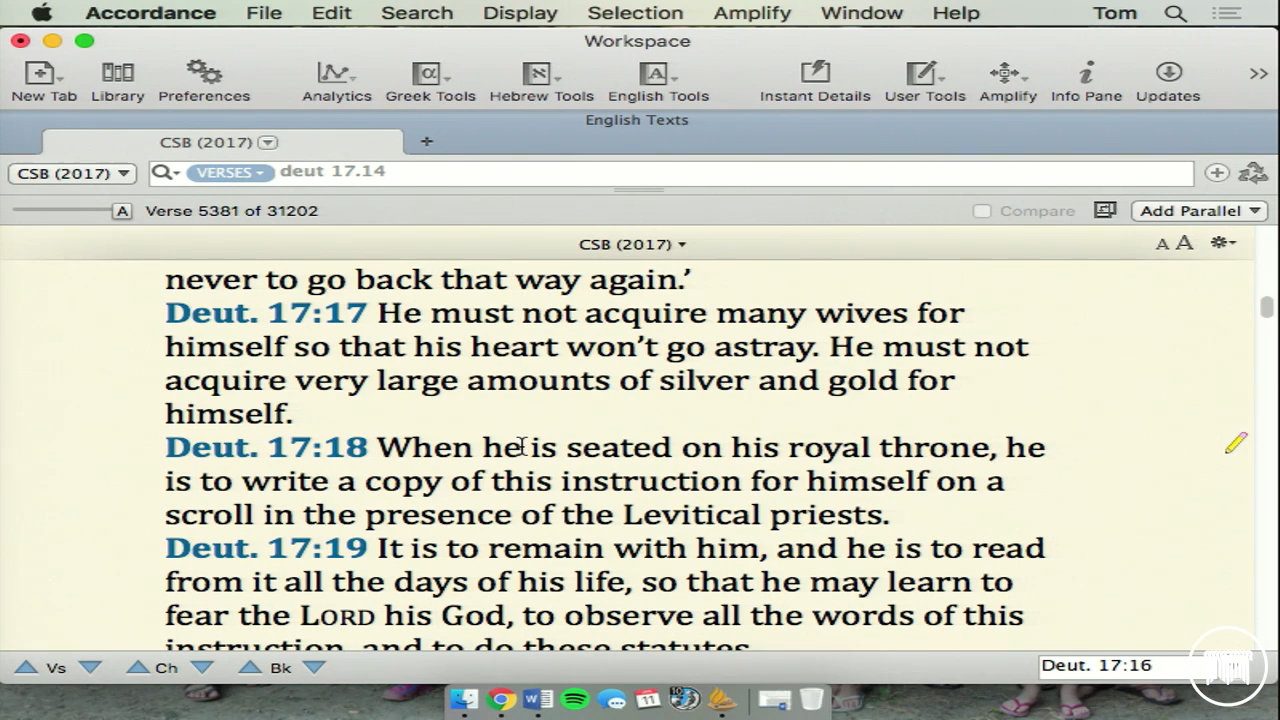 Accordance File Edit Search Display Selection Amplify Window Help Tom
Workspace
New Tab Library Preferences Analytics Greek Tools Hebrew Tools English Tools Instant Details User Tools Amplify Info Pane Updates
English Texts
CSB (2017)
CSB (2017) VERSES deut 17.14
A Verse 5381 of 31202 Compare Add Parallel
CSB (2017) A A
never to go back that way again.’
Deut. 17:17 He must not acquire many wives for
himself so that his heart won’t go astray. He must not
acquire very large amounts of silver and gold for
himself.
Deut. 17:18 When he is seated on his royal throne, he
is to write a copy of this instruction for himself on a
scroll in the presence of the Levitical priests.
Deut. 17:19 It is to remain with him, and he is to read
from it all the days of his life, so that he may learn to
fear the LORD his God, to observe all the words of this
instruction, and to do these statutes.
Vs Ch Bk Deut. 17:16
11 10